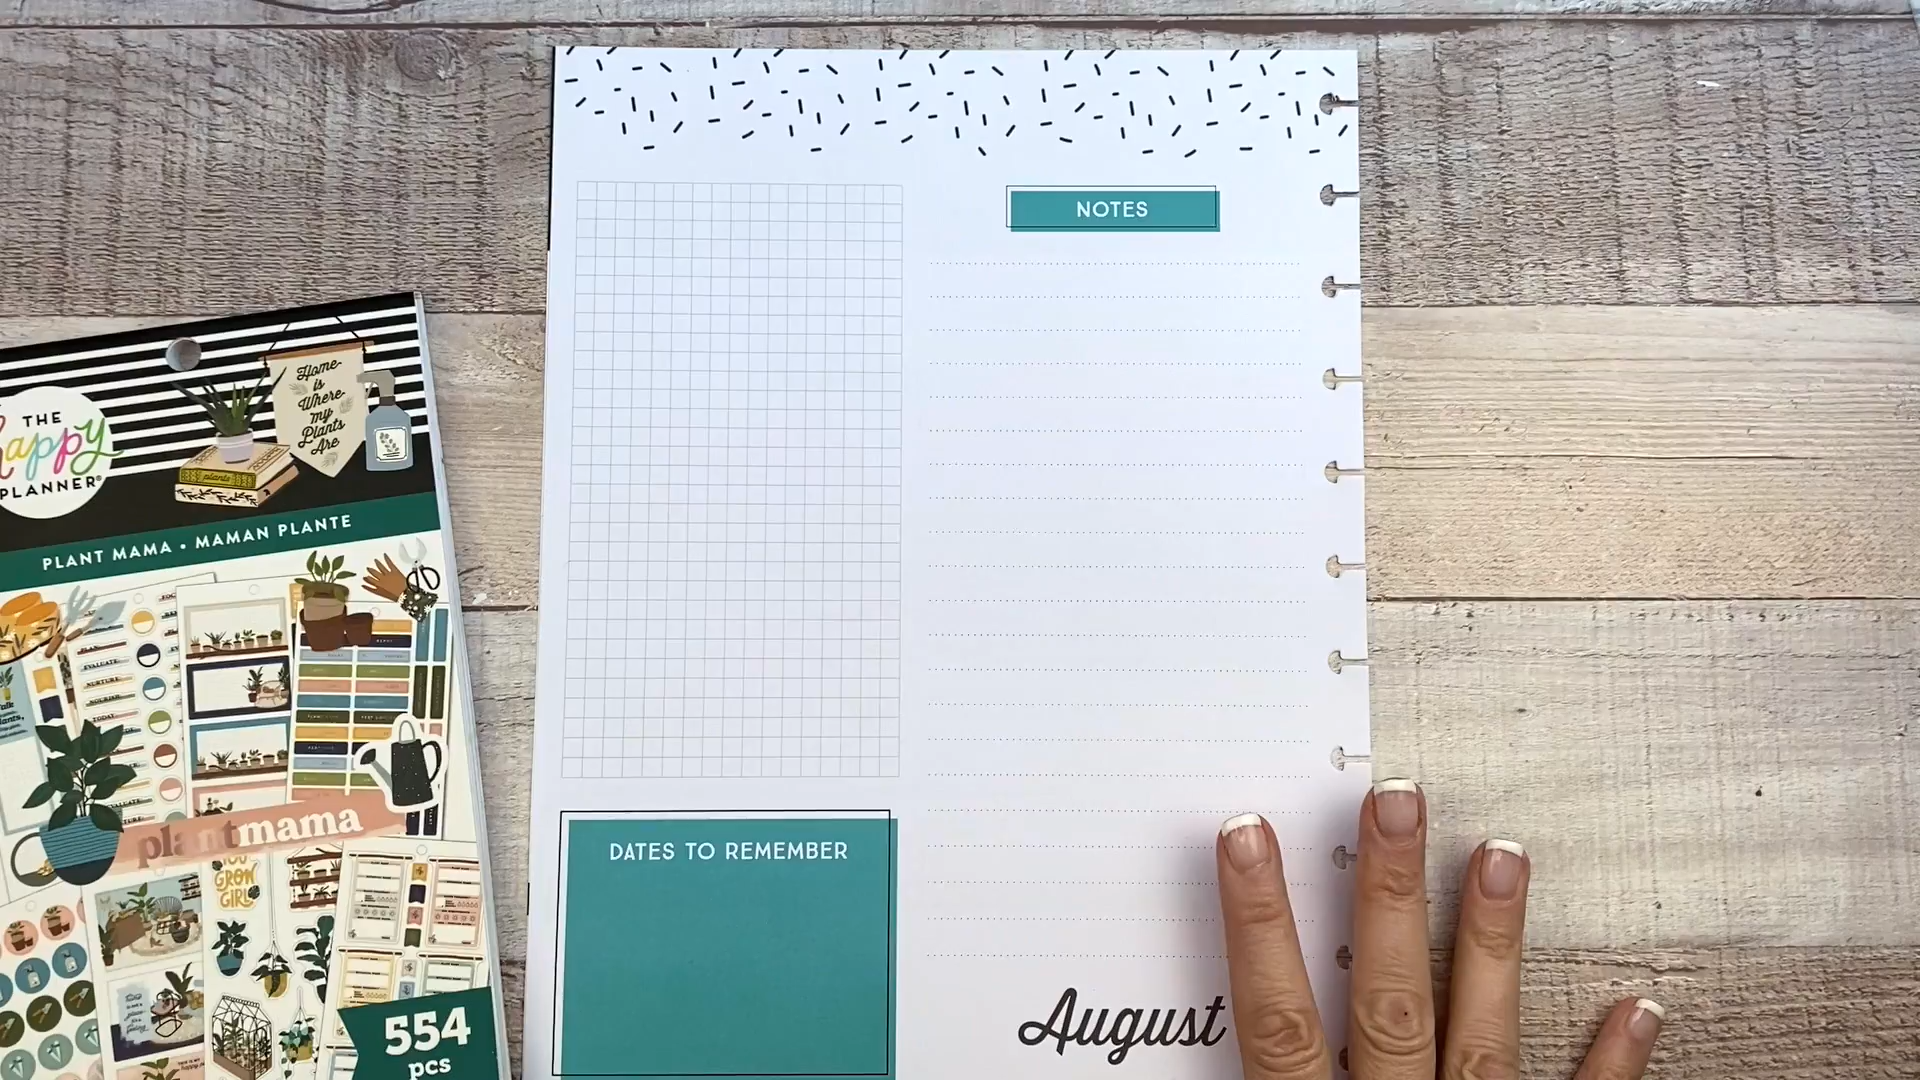 THE
happy
PLANNER®
Home
is
Where
my
Plants
Are
plants
PLANT MAMA • MAMAN PLANTE
plantmama
YOU
GROW
GIRL
554
pcs
NOTES
DATES TO REMEMBER
August